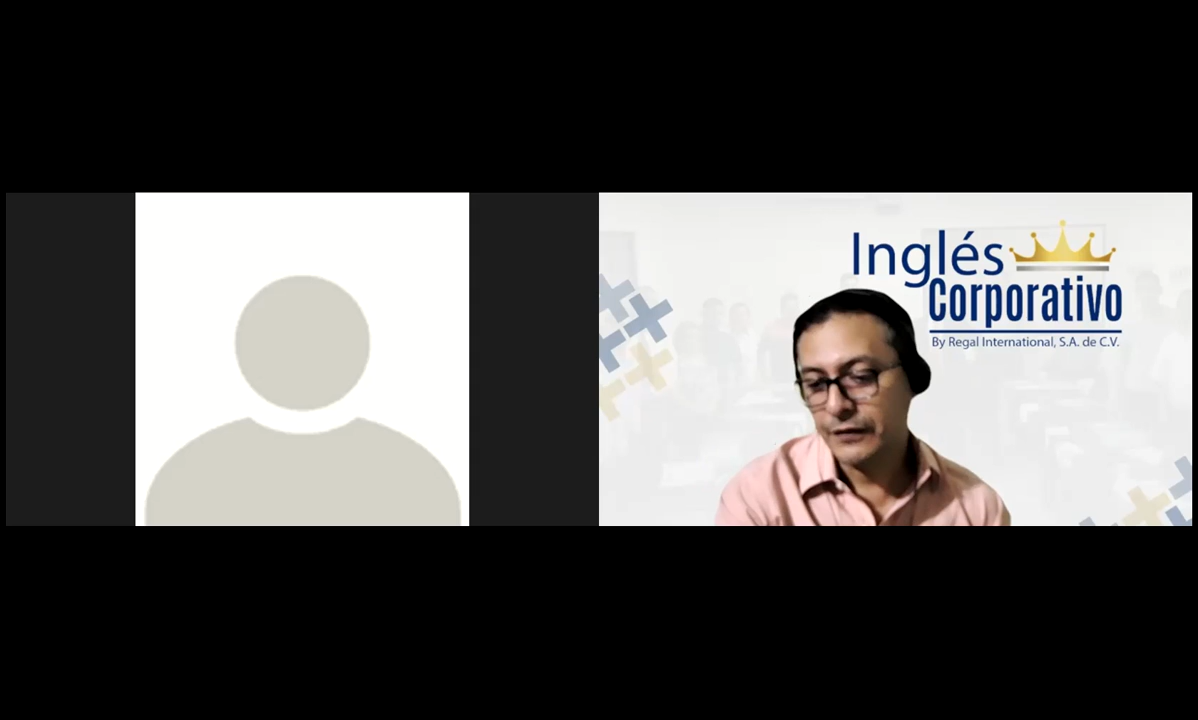 Inglés
Corporativo
By Regal International, S.A. de C.V.